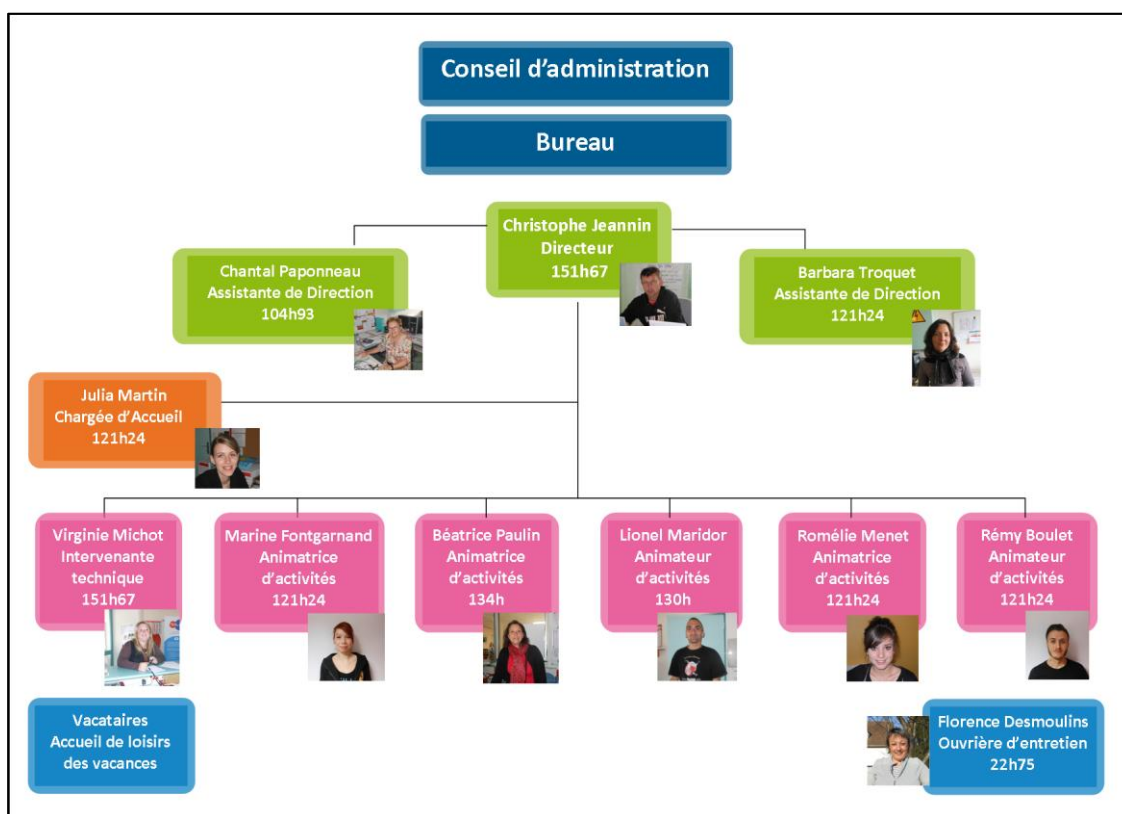 Conseil d'administration
Bureau
Christophe Jeannin
Directeur
151h67
Chantal Paponneau
Assistante de Direction
104h93
Barbara Troquet
Assistante de Direction
121h24
Julia Martin
Chargée d'Accueil
121h24
Virginie Michot
Intervenante
technique
151h67
Marine Fontgarnand
Animatrice
d'activités
121h24
Béatrice Paulin
Animatrice
d'activités
134h
Lionel Maridor
Animateur
d'activités
130h
Romélie Menet
Animatrice
d'activités
121h24
Rémy Boulet
Animateur
d'activités
121h24
Vacataires
Accueil de loisirs
des vacances
Florence Desmoulins
Ouvrière d'entretien
22h75